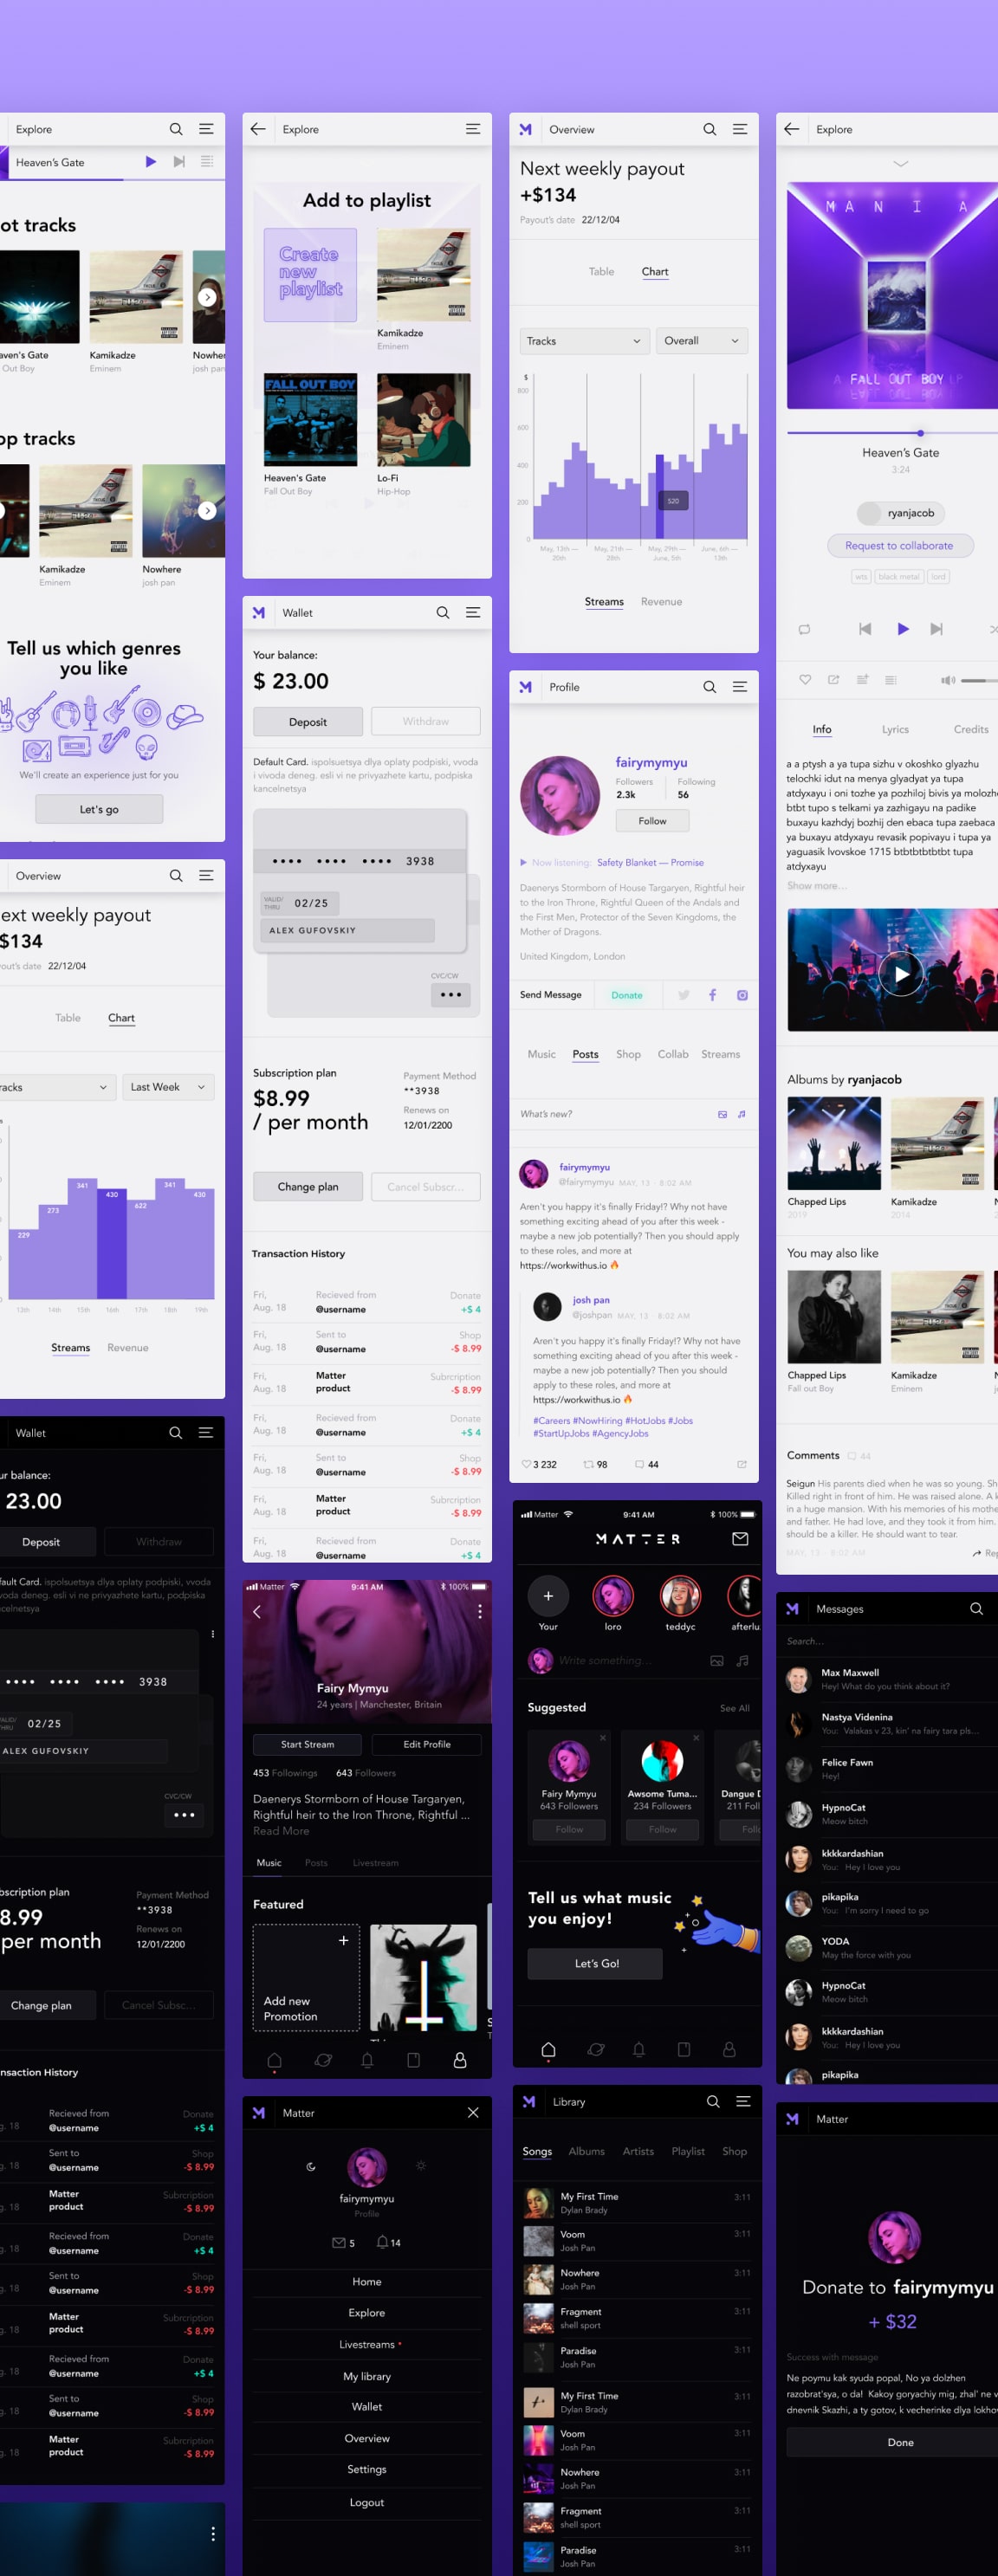 Explore
Heaven's Gate
ot tracks
aven's Gate
Kamikadze
Nowher
Out Boy
Eminem
josh pan
op tracks
Kamikadze
Nowhere
Eminem
josh pan
Tell us which genres
you like
We'll create an experience just for you
Let's go
Overview
ext weekly payout
$134
out's date 22/12/04
Table
Chart
racks
Last Week
229
273
341
430
622
341
430
13th
14th
15th
16th
17th
18th
19th
Streams
Revenue
Wallet
ur balance:
23.00
Deposit
Withdraw
fault Card. ispolsuetsya dlya oplaty podpiski, vvoda
voda deneg. esli vi ne privyazhete kartu, podpiska
kancelnetsya
3938
VALID/
THRU
02/25
ALEX GUFOVSKIY
CVC/CW
bscription plan
Payment Method
**3938
8.99
Renews on
per month
12/01/2200
Change plan
Cancel Subsc...
nsaction History
Recieved from
Donate
g. 18
@username
+$ 4
Sent to
Shop
g. 18
@username
-$ 8.99
Matter
Subrcription
g. 18
product
-$ 8.99
Recieved from
Donate
g. 18
@username
+$ 4
Sent to
Shop
g. 18
@username
-$ 8.99
Matter
Subrcription
g. 18
product
-$ 8.99
Recieved from
Donate
g. 18
@username
+$ 4
Sent to
Shop
g. 18
@username
-$ 8.99
Matter
Subrcription
g. 18
product
-$ 8.99
Explore
Add to playlist
Create
new
playlist
Kamikadze
Eminem
FALL OUT BOY
Heaven's Gate
Lo-Fi
Fall Out Boy
Hip-Hop
Wallet
Your balance:
$ 23.00
Deposit
Withdraw
Default Card. ispolsuetsya dlya oplaty podpiski, vvoda
i vivoda deneg. esli vi ne privyazhete kartu, podpiska
kancelnetsya
3938
VALID/
THRU
02/25
ALEX GUFOVSKIY
CVC/CW
Subscription plan
Payment Method
**3938
$8.99
Renews on
/ per month
12/01/2200
Change plan
Cancel Subscr...
Transaction History
Fri,
Recieved from
Donate
Aug. 18
@username
+$ 4
Fri,
Sent to
Shop
Aug. 18
@username
-$ 8.99
Fri,
Matter
Subrcription
Aug. 18
product
-$ 8.99
Fri,
Recieved from
Donate
Aug. 18
@username
+$ 4
Fri,
Sent to
Shop
Aug. 18
@username
-$ 8.99
Fri,
Matter
Subrcription
Aug. 18
product
-$ 8.99
Fri,
Recieved from
Donate
Aug. 18
@username
+$ 4
Matter
9:41 AM
100%
Fairy Mymyu
24 years | Manchester, Britain
Start Stream
Edit Profile
453 Followings
643 Followers
Daenerys Stormborn of House Targaryen,
Rightful heir to the Iron Throne, Rightful ...
Read More
Music
Posts
Livestream
Featured
+
Add new
Promotion
Matter
fairymymyu
Profile
5
14
Home
Explore
Livestreams
My library
Wallet
Overview
Settings
Logout
Overview
Next weekly payout
+$134
Payout's date 22/12/04
Table
Chart
Tracks
Overall
$
800
600
400
200
0
520
May, 13th —
20th
May, 21th —
28th
May, 29th —
June, 5th
June, 6th —
13th
Streams
Revenue
Profile
fairymymyu
Followers
Following
2.3k
56
Follow
Now listening: Safety Blanket — Promise
Daenerys Stormborn of House Targaryen, Rightful heir
to the Iron Throne, Rightful Queen of the Andals and
the First Men, Protector of the Seven Kingdoms, the
Mother of Dragons.
United Kingdom, London
Send Message
Donate
Music
Posts
Shop
Collab
Streams
What's new?
fairymymyu
@fairymymyu MAY, 13 · 8:02 AM
Aren't you happy it's finally Friday!? Why not have
something exciting ahead of you after this week -
maybe a new job potentially? Then you should apply
to these roles, and more at
https://workwithus.io
josh pan
@joshpan MAY, 13 8:02 AM
Aren't you happy it's finally Friday!? Why not have
something exciting ahead of you after this week -
maybe a new job potentially? Then you should
apply to these roles, and more at
https://workwithus.io
#Careers #NowHiring #HotJobs #Jobs
#StartUpJobs #AgencyJobs
3 232
98
44
Matter
9:41 AM
100%
MATTER
+
Your
loro
teddyc
afterlu
Write something...
Suggested
See All
Fairy Mymyu
Awsome Tuma...
Dangue D
643 Followers
234 Followers
211 Foll
Follow
Follow
Foll
Tell us what music
you enjoy!
Let's Go!
Library
Songs
Albums
Artists
Playlist
Shop
My First Time
3:11
Dylan Brady
Voom
3:11
Josh Pan
Nowhere
3:11
Josh Pan
Fragment
3:11
shell sport
Paradise
3:11
Josh Pan
My First Time
3:11
Dylan Brady
Voom
3:11
Josh Pan
Nowhere
3:11
Josh Pan
Fragment
3:11
shell sport
Paradise
3:11
Josh Pan
Explore
MANIA
A FALL OUT BOY LP
Heaven's Gate
3:24
ryanjacob
Request to collaborate
wts
black metal
lord
Info
Lyrics
Credits
a a ptysh a ya tupa sizhu v okoshko glyazhu
telochki idut na menya glyadyat ya tupa
atdyxayu i oni tozhe ya pozhiloj bivis ya molozhe
btbt tupo s telkami ya zazhigayu na padike
buxayu kazhdyj bozhij den ebaca tupa zaebaca
ya buxayu atdyxayu revasik popivayu i tupa ya
yaguasik lvovskoe 1715 btbtbtbtbtbt tupa
atdyxayu
Show more...
Albums by ryanjacob
Chapped Lips
Kamikadze
2019
2014
You may also like
Chapped Lips
Kamikadze
Fall out Boy
Eminem
Comments
44
Seigun His parents died when he was so young. Sh
Killed right in front of him. He was raised alone. A k
in a huge mansion. With his memories of his mothe
and father. He had love, and they took it from him.
should be a killer. He should want to tear.
MAY, 13 · 8:02 AM
Rep
Messages
Search...
Max Maxwell
Hey! What do you think about it?
Nastya Videnina
You: Valakas v 23, kin' na fairy tara pls...
Felice Fawn
Hey!
HypnoCat
Meow bitch
kkkkardashian
You: Hey I love you
pikapika
You: I'm sorry I need to go
YODA
May the force with you
HypnoCat
Meow bitch
kkkkardashian
You: Hey I love you
pikapika
Matter
Donate to fairymymyu
+ $32
Success with message
Ne poymu kak syuda popal, No ya dolzhen
razobrat'sya, o da! Kakoy goryachiy mig, zhal' ne v
dnevnik Skazhi, a ty gotov, k vecherinke dlya lokhov
Done